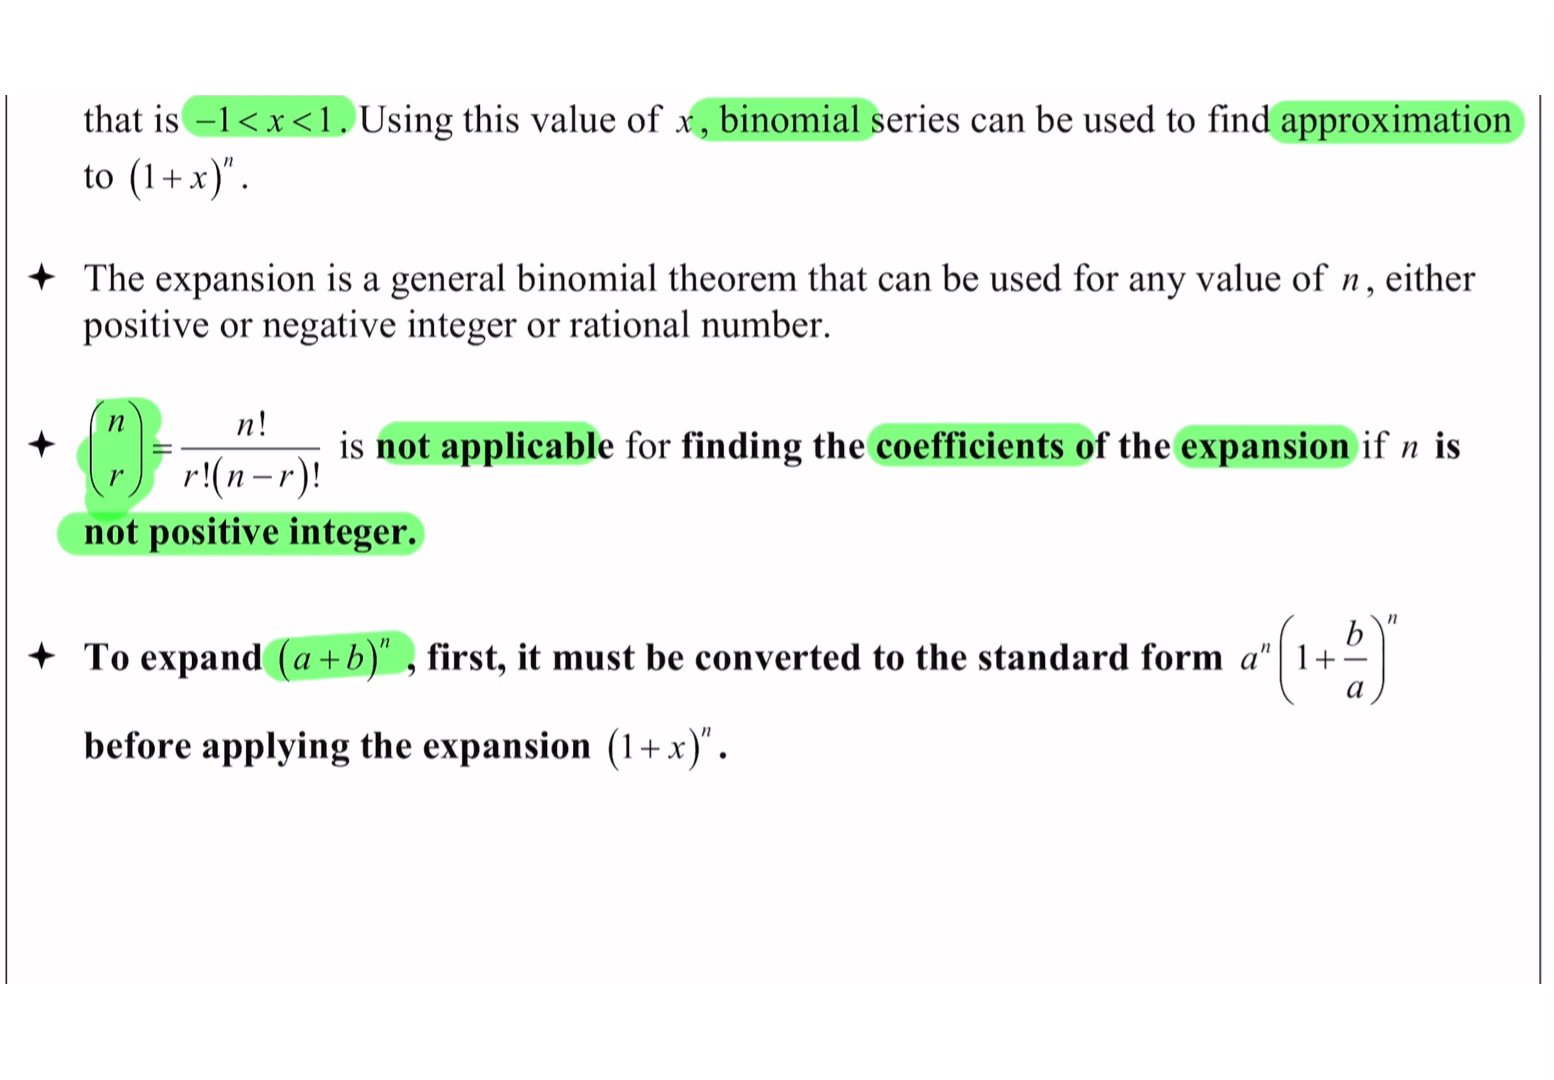 that is −1 < x < 1. Using this value of x, binomial series can be used to find approximation
to (1 + x)ⁿ.
✦ The expansion is a general binomial theorem that can be used for any value of n, either
positive or negative integer or rational number.
✦ (n r) = n! / r!(n − r)! is not applicable for finding the coefficients of the expansion if n is
not positive integer.
✦ To expand (a + b)ⁿ, first, it must be converted to the standard form aⁿ(1 + b/a)ⁿ
before applying the expansion (1 + x)ⁿ.